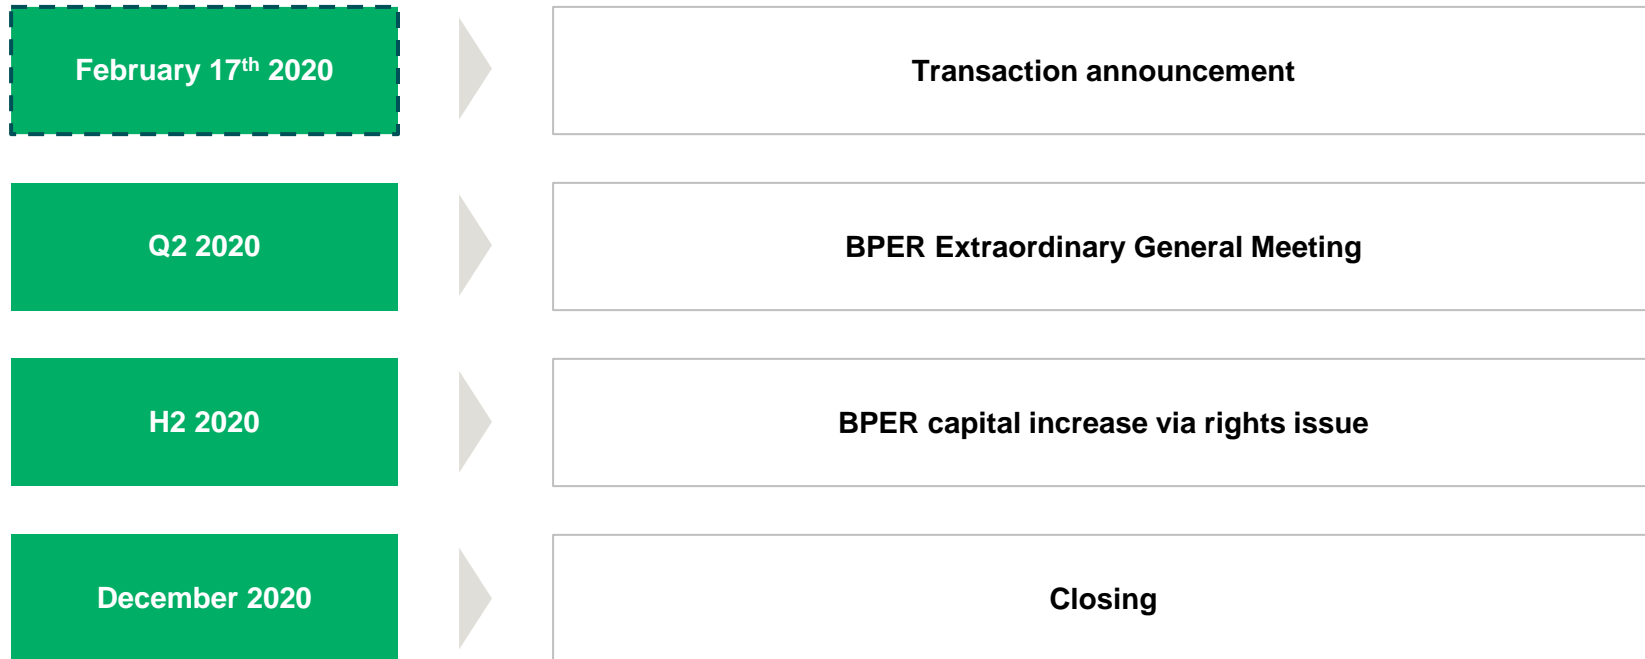 February 17th 2020
Transaction announcement
Q2 2020
BPER Extraordinary General Meeting
H2 2020
BPER capital increase via rights issue
December 2020
Closing